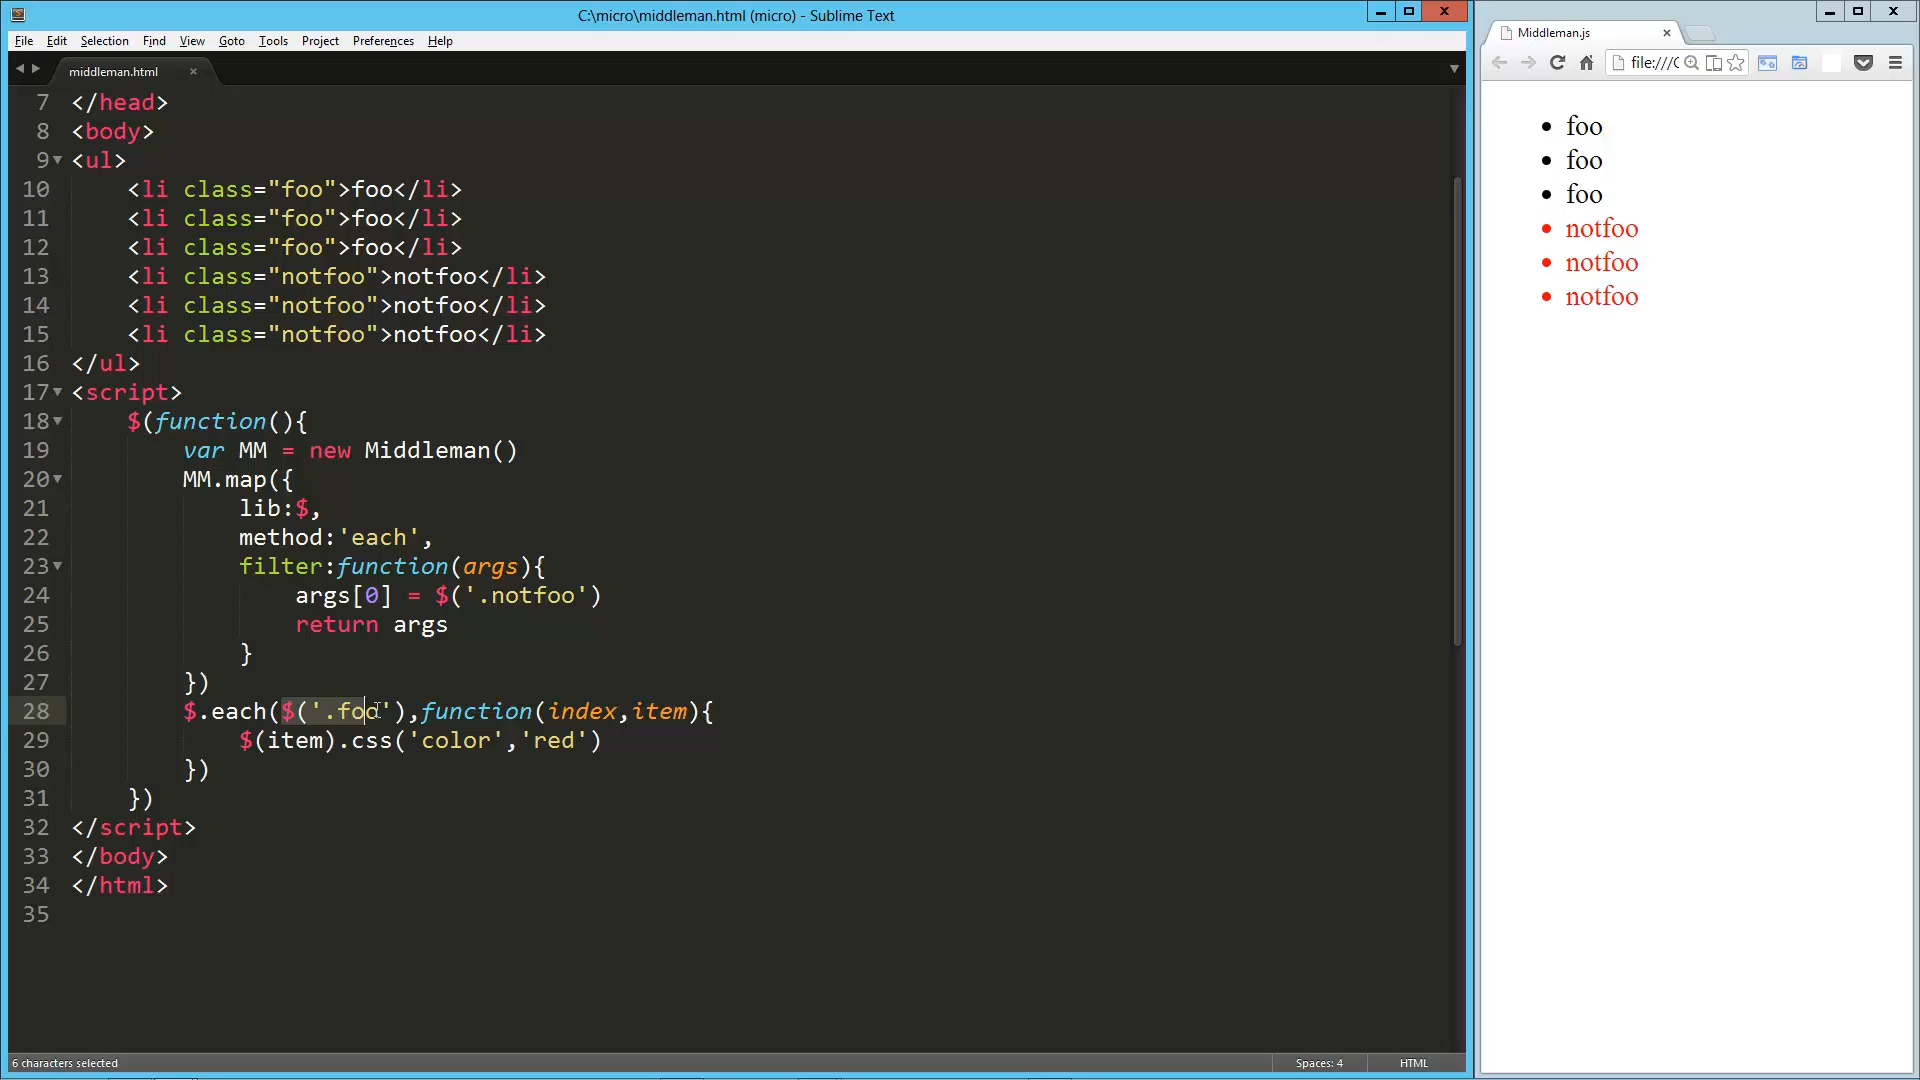 C:\micro\middleman.html (micro) - Sublime Text
File Edit Selection Find View Goto Tools Project Preferences Help
middleman.html
7 </head>
8 <body>
9 <ul>
10 <li class="foo">foo</li>
11 <li class="foo">foo</li>
12 <li class="foo">foo</li>
13 <li class="notfoo">notfoo</li>
14 <li class="notfoo">notfoo</li>
15 <li class="notfoo">notfoo</li>
16 </ul>
17 <script>
18 $(function(){
19 var MM = new Middleman()
20 MM.map({
21 lib:$,
22 method:'each',
23 filter:function(args){
24 args[0] = $('.notfoo')
25 return args
26 }
27 })
28 $.each($('.foo'),function(index,item){
29 $(item).css('color','red')
30 })
31 })
32 </script>
33 </body>
34 </html>
35
6 characters selected
Spaces: 4
HTML
Middleman.js
file:///C
• foo
• foo
• foo
• notfoo
• notfoo
• notfoo